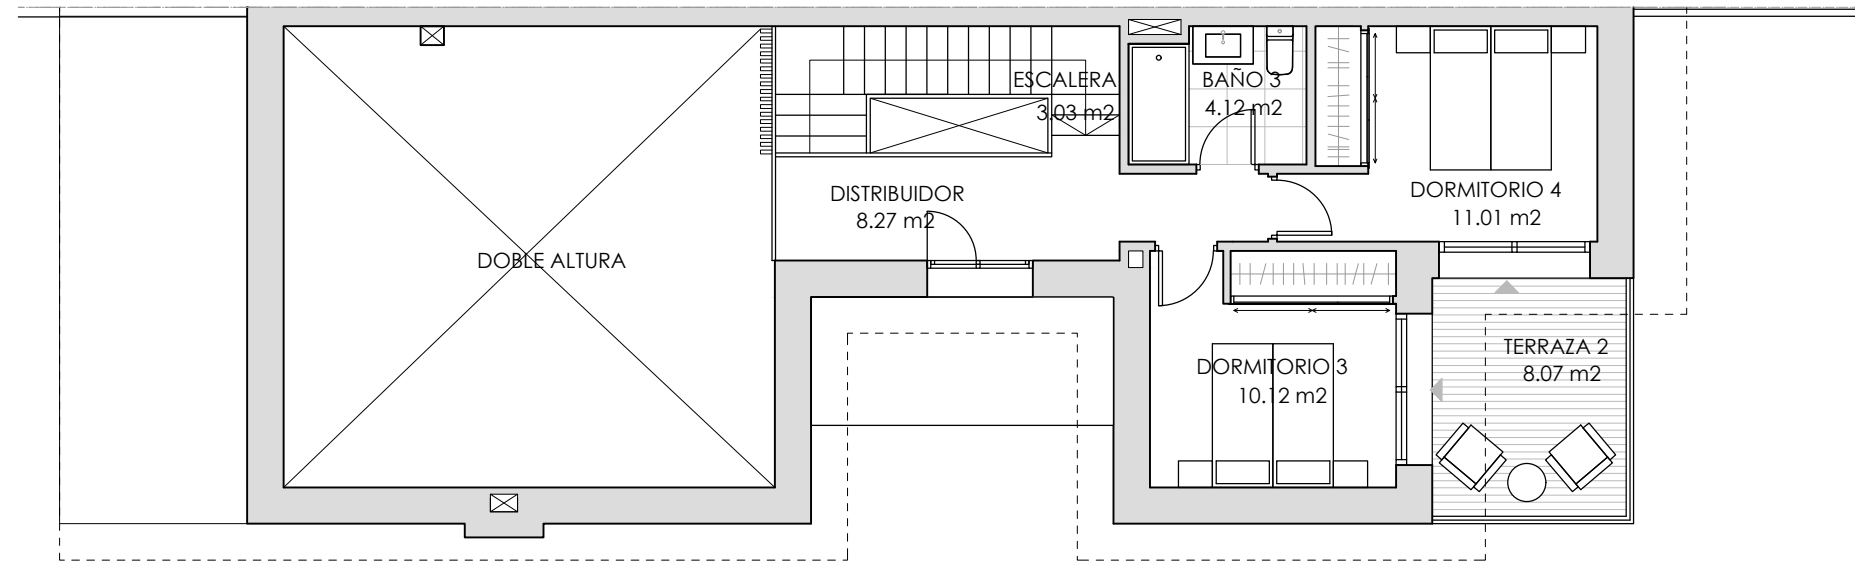 ESCALERA
3.03 m2
BAÑO 3
4.12 m2
DISTRIBUIDOR
8.27 m2
DORMITORIO 4
11.01 m2
DOBLE ALTURA
DORMITORIO 3
10.12 m2
TERRAZA 2
8.07 m2